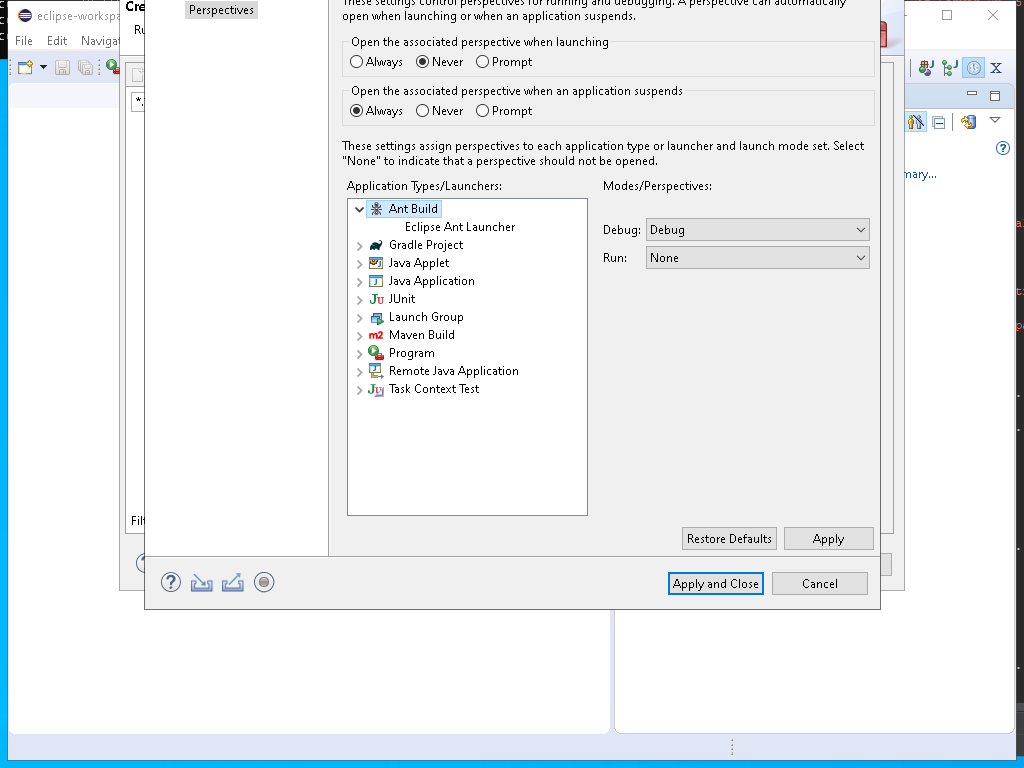 eclipse-workspa
Cre
File Edit Navigat
Ru
Perspectives
These settings control perspectives for running and debugging. A perspective can automatically
open when launching or when an application suspends.
Open the associated perspective when launching
Always Never Prompt
Open the associated perspective when an application suspends
Always Never Prompt
These settings assign perspectives to each application type or launcher and launch mode set. Select
"None" to indicate that a perspective should not be opened.
Application Types/Launchers:
Ant Build
Eclipse Ant Launcher
Gradle Project
Java Applet
Java Application
JUnit
Launch Group
Maven Build
Program
Remote Java Application
Task Context Test
Modes/Perspectives:
Debug: Debug
Run: None
mary...
Filt
Restore Defaults Apply
Apply and Close Cancel